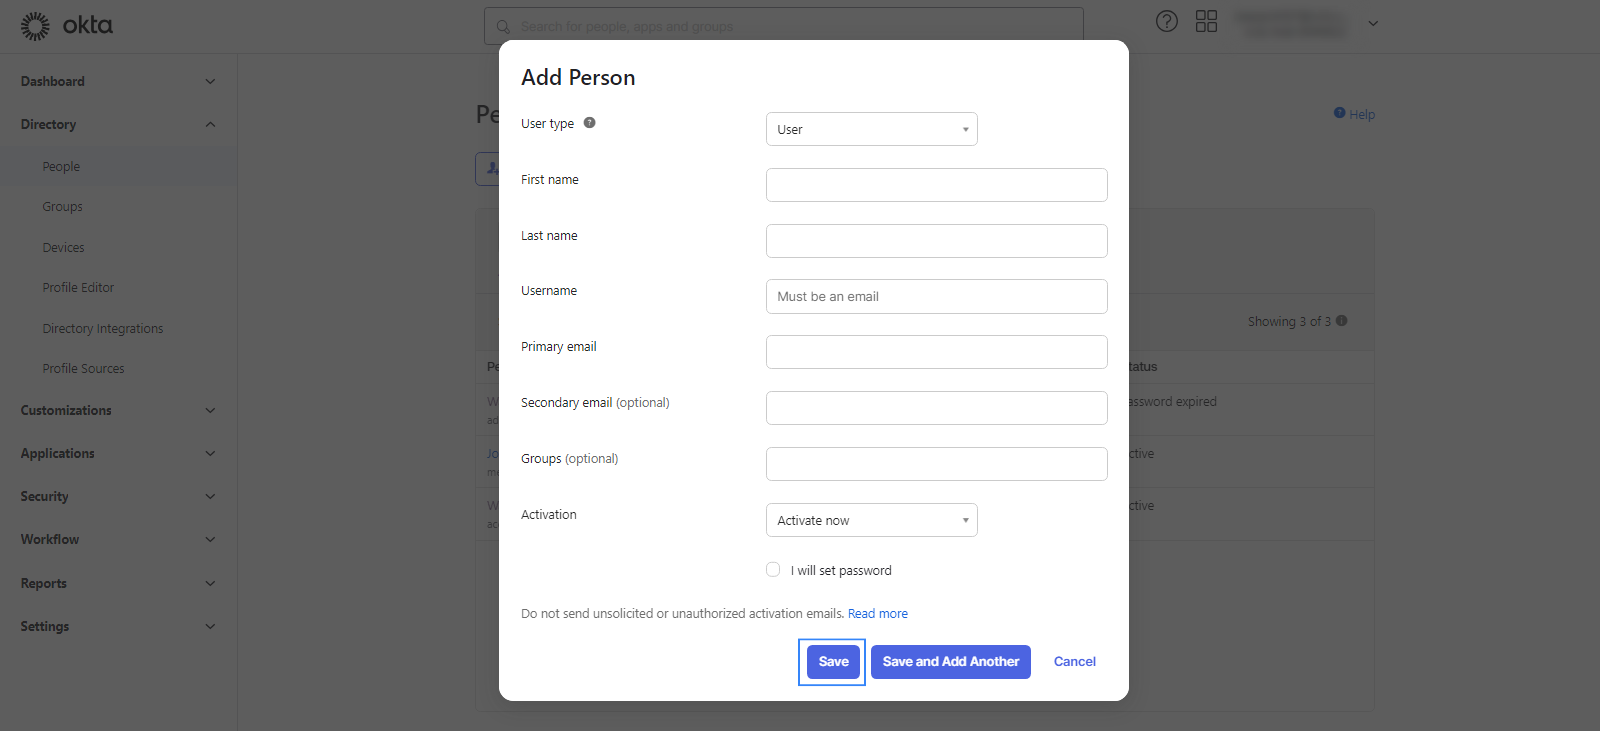 okta
Search for people, apps and groups
Dashboard
Directory
People
Groups
Devices
Profile Editor
Directory Integrations
Profile Sources
Customizations
Applications
Security
Workflow
Reports
Settings
Help
Showing 3 of 3
tatus
assword expired
ctive
ctive
Add Person
User type
User
First name
Last name
Username
Must be an email
Primary email
Secondary email (optional)
Groups (optional)
Activation
Activate now
I will set password
Do not send unsolicited or unauthorized activation emails. Read more
Save
Save and Add Another
Cancel